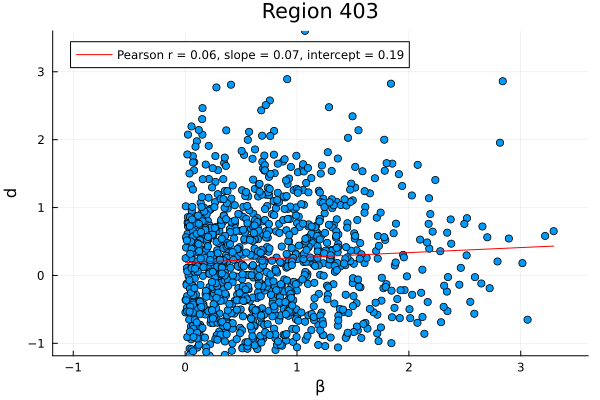 Region 403
Pearson r = 0.06, slope = 0.07, intercept = 0.19
3
2
1
0
−1
d
−1
0
1
2
3
β